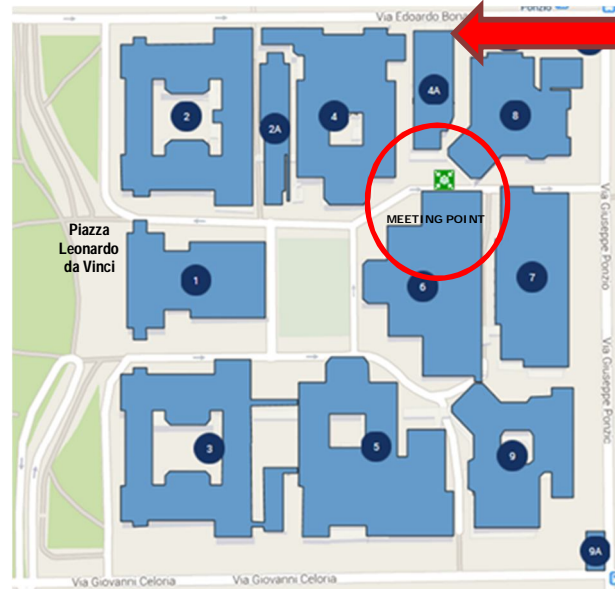 Ponzio
Via Edoardo Bona
2
2A
4
4A
8
MEETING POINT
Piazza
Leonardo
da Vinci
1
6
7
Via Giuseppe Ponzio
Via Giuseppe Ponzio
3
5
9
9A
Via Giovanni Celoria
Via Giovanni Celoria